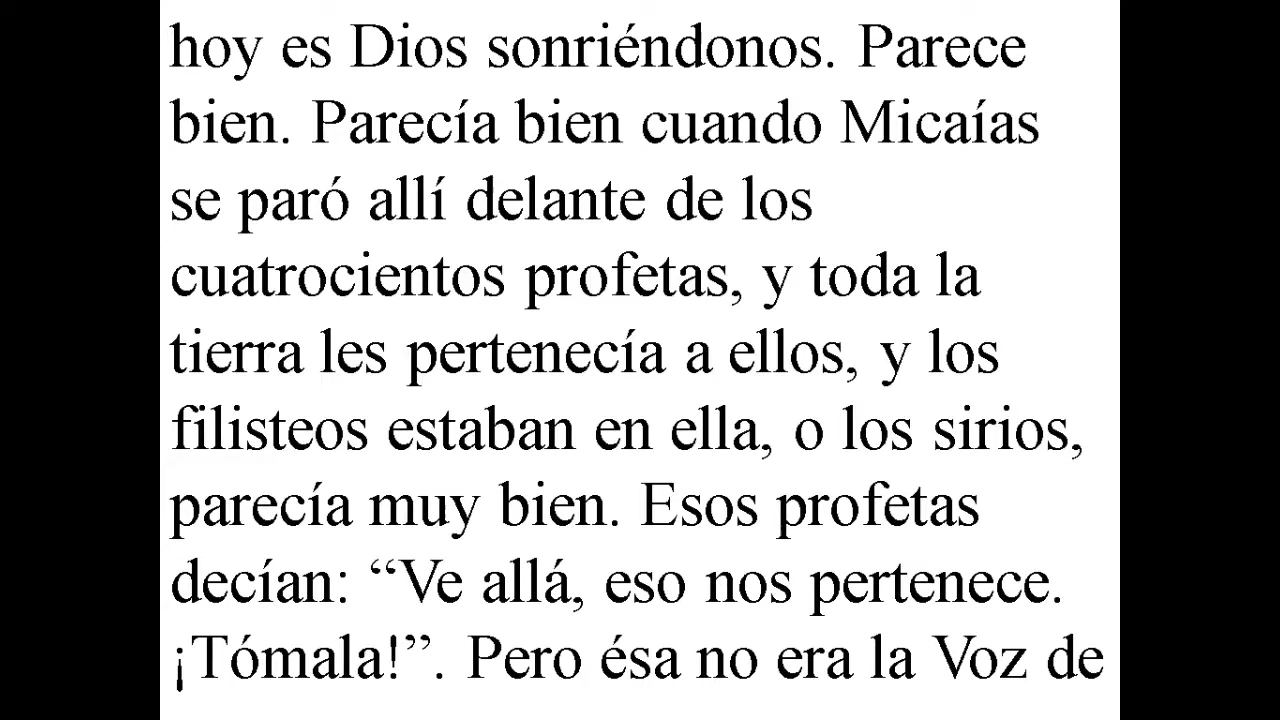 hoy es Dios sonriéndonos. Parece
bien. Parecía bien cuando Micaías
se paró allí delante de los
cuatrocientos profetas, y toda la
tierra les pertenecía a ellos, y los
filisteos estaban en ella, o los sirios,
parecía muy bien. Esos profetas
decían: “Ve allá, eso nos pertenece.
¡Tómala!”. Pero ésa no era la Voz de